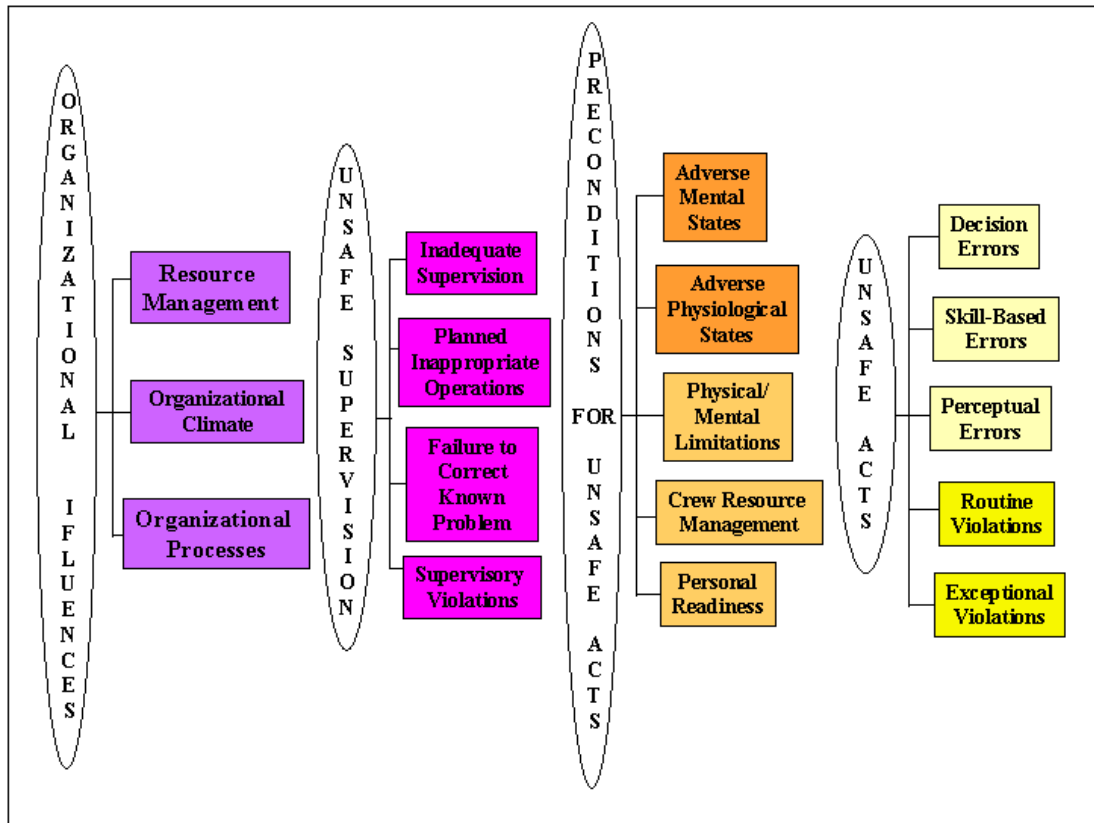 ORGANIZATIONAL IFLUENCES
Resource
Management
Organizational
Climate
Organizational
Processes
UNSAFE SUPERVISION
Inadequate
Supervision
Planned
Inappropriate
Operations
Failure to
Correct
Known
Problem
Supervisory
Violations
PRECONDITIONS FOR UNSAFE ACTS
Adverse
Mental
States
Adverse
Physiological
States
Physical/
Mental
Limitations
Crew Resource
Management
Personal
Readiness
UNSAFE ACTS
Decision
Errors
Skill-Based
Errors
Perceptual
Errors
Routine
Violations
Exceptional
Violations